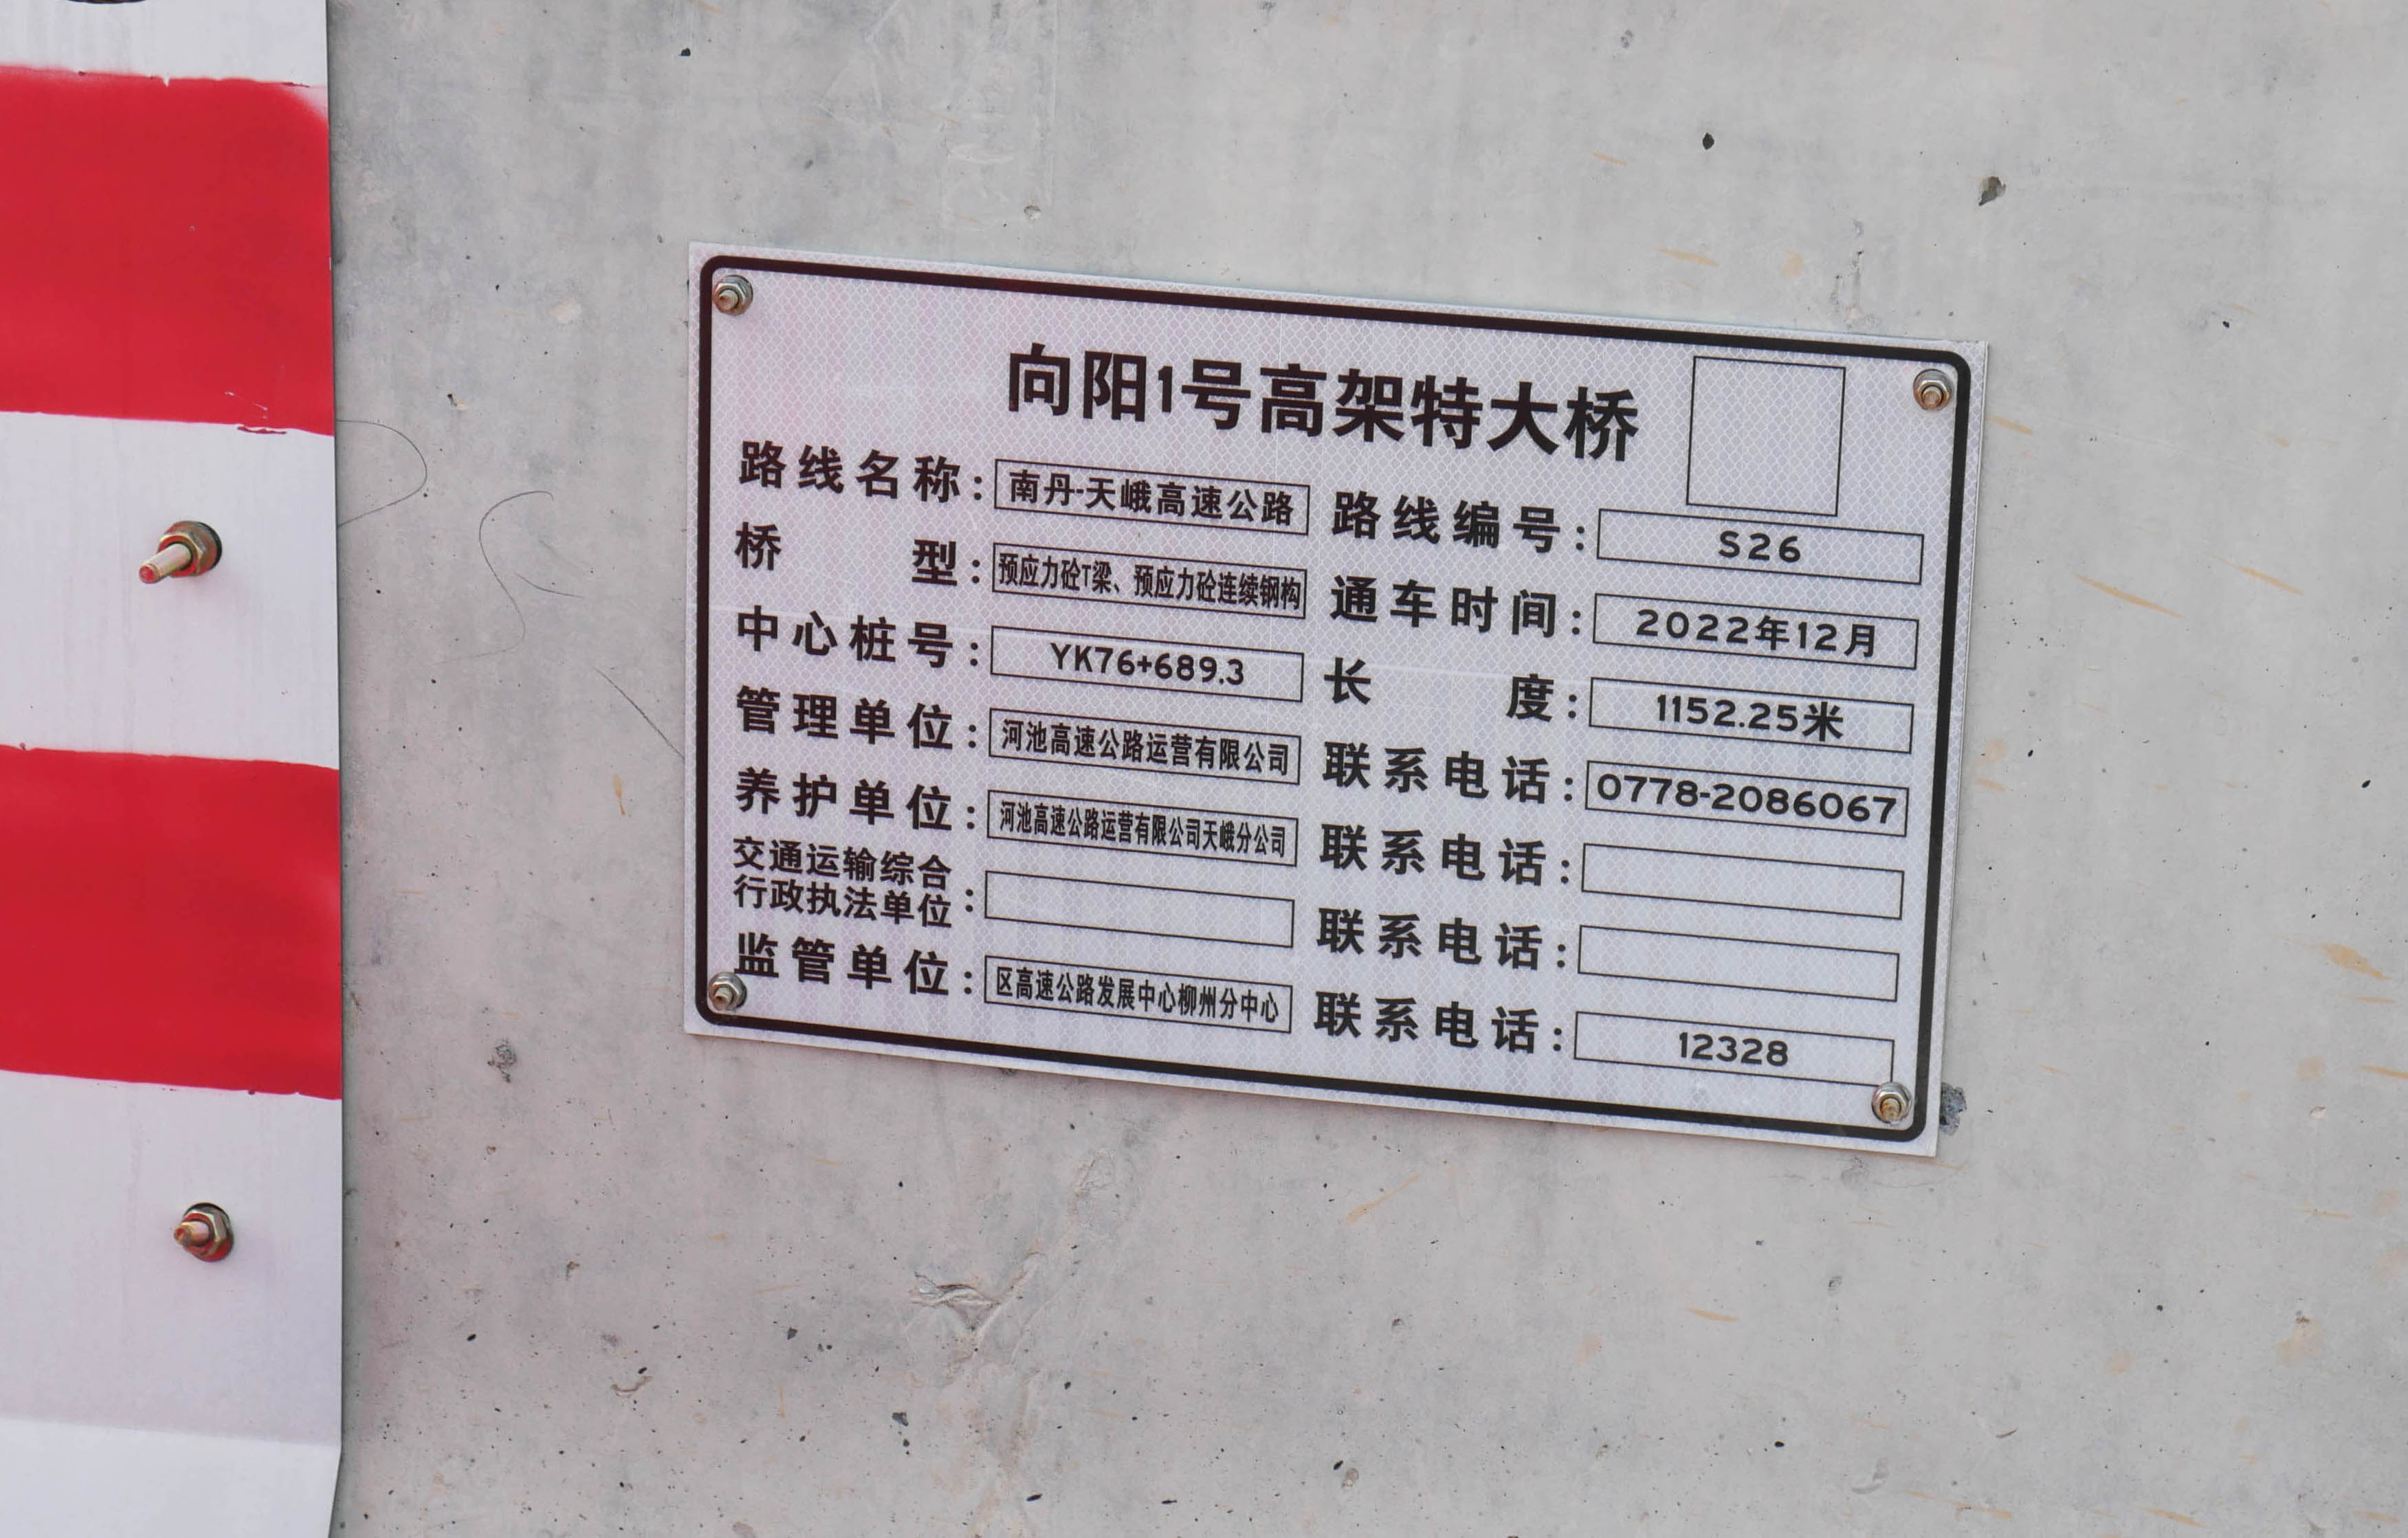 向阳1号高架特大桥
路线名称：南丹-天峨高速公路 路线编号：S26
桥型：预应力砼T梁、预应力砼连续钢构 通车时间：2022年12月
中心桩号：YK76+689.3 长度：1152.25米
管理单位：河池高速公路运营有限公司 联系电话：0778-2086067
养护单位：河池高速公路运营有限公司天峨分公司 联系电话：
交通运输综合
行政执法单位： 联系电话：
监管单位：区高速公路发展中心柳州分中心 联系电话：12328